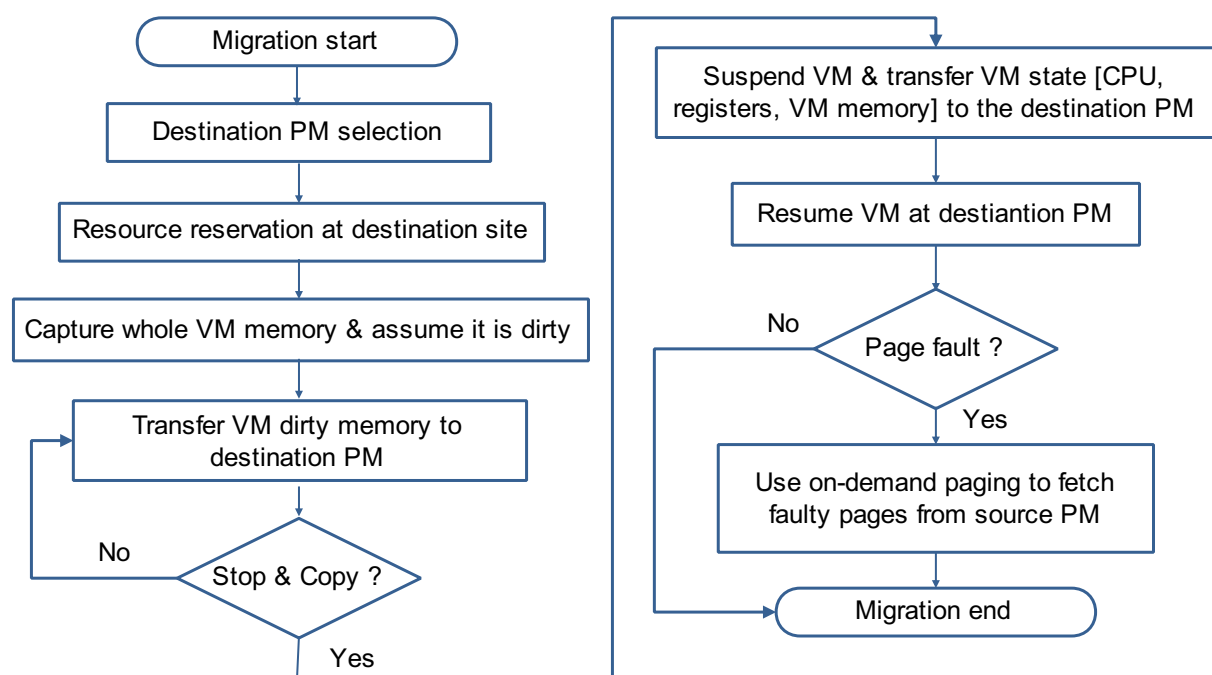 Migration start
Destination PM selection
Resource reservation at destination site
Capture whole VM memory & assume it is dirty
Transfer VM dirty memory to
destination PM
No
Stop & Copy ?
Yes
Suspend VM & transfer VM state [CPU,
registers, VM memory] to the destination PM
Resume VM at destiantion PM
No
Page fault ?
Yes
Use on-demand paging to fetch
faulty pages from source PM
Migration end